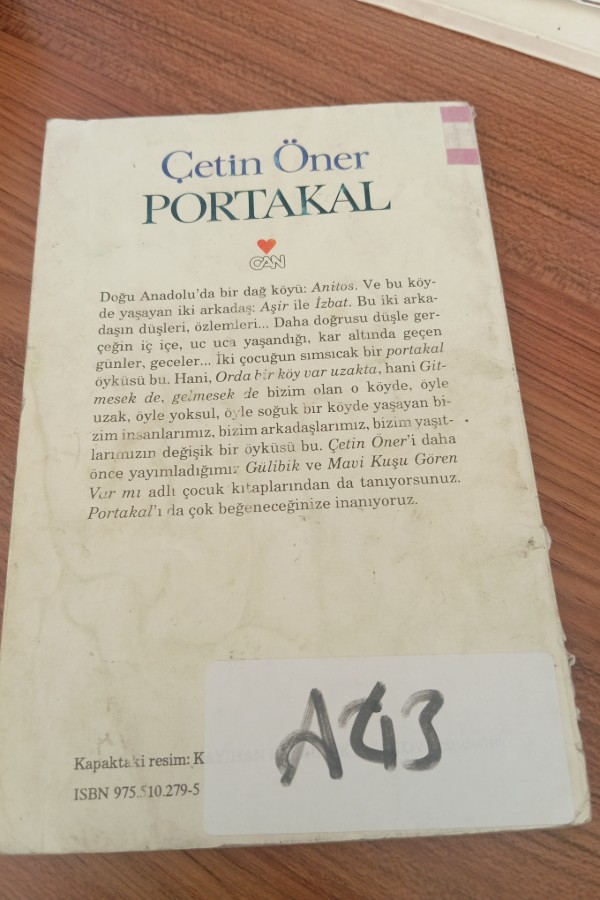 Çetin Öner
PORTAKAL
CAN
Doğu Anadolu'da bir dağ köyü: Anitos. Ve bu köy-
de yaşayan iki arkadaş: Aşir ile İzbat. Bu iki arka-
daşın düşleri, özlemleri... Daha doğrusu düşle ger-
çeğin iç içe, uc uca yaşandığı, kar altında geçen
günler, geceler... İki çocuğun sımsıcak bir portakal
öyküsü bu. Hani, Orda bir köy var uzakta, hani Git-
mesek de, gelmesek de bizim olan o köyde, öyle
uzak, öyle yoksul, öyle soğuk bir köyde yaşayan bi-
zim insanlarımız, bizim arkadaşlarımız, bizim yaşıt-
larımızın değişik bir öyküsü bu. Çetin Öner'i daha
önce yayımladığımız Gülibik ve Mavi Kuşu Gören
Var mı adlı çocuk kitaplarından da tanıyorsunuz.
Portakal'ı da çok beğeneceğinize inanıyoruz.
Kapaktaki resim: K
ISBN 975.510.279-5